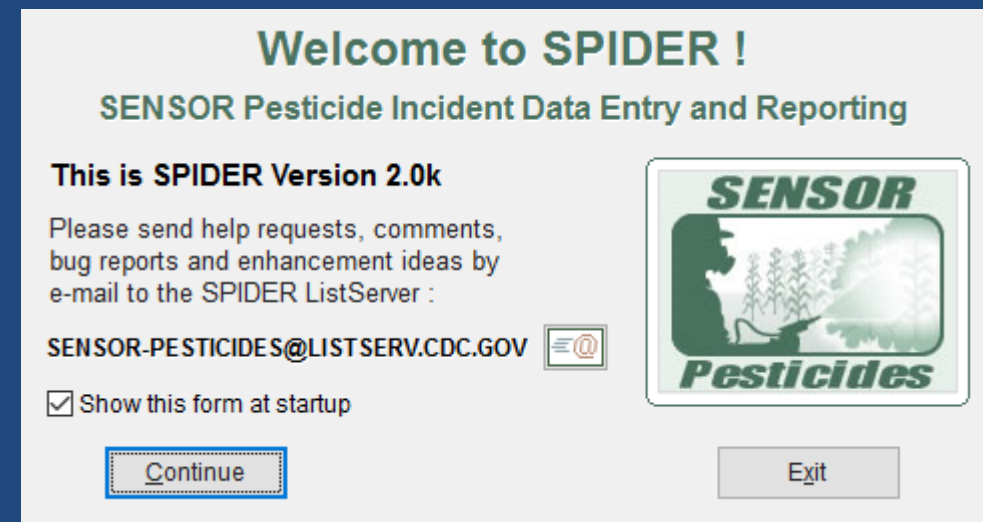 Welcome to SPIDER !
SENSOR Pesticide Incident Data Entry and Reporting
This is SPIDER Version 2.0k
Please send help requests, comments,
bug reports and enhancement ideas by
e-mail to the SPIDER ListServer :
SENSOR-PESTICIDES@LISTSERV.CDC.GOV
@
Show this form at startup
SENSOR
Pesticides
Continue
Exit